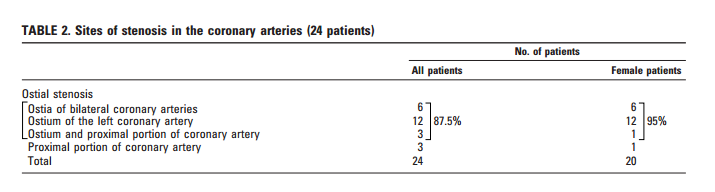 TABLE 2. Sites of stenosis in the coronary arteries (24 patients)
No. of patients
All patients Female patients
Ostial stenosis
Ostia of bilateral coronary arteries 6 6
Ostium of the left coronary artery 12 87.5% 12 95%
Ostium and proximal portion of coronary artery 3 1
Proximal portion of coronary artery 3 1
Total 24 20